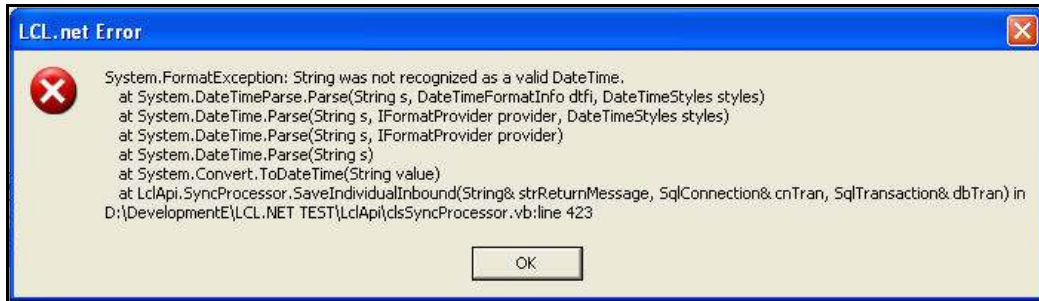 LCL.net Error
System.FormatException: String was not recognized as a valid DateTime.
at System.DateTimeParse.Parse(String s, DateTimeFormatInfo dtfi, DateTimeStyles styles)
at System.DateTime.Parse(String s, IFormatProvider provider, DateTimeStyles styles)
at System.DateTime.Parse(String s, IFormatProvider provider)
at System.DateTime.Parse(String s)
at System.Convert.ToDateTime(String value)
at LclApi.SyncProcessor.SaveIndividualInbound(String& strReturnMessage, SqlConnection& cnTran, SqlTransaction& dbTran) in
D:\DevelopmentE\LCL.NET TEST\LclApi\clsSyncProcessor.vb:line 423
OK